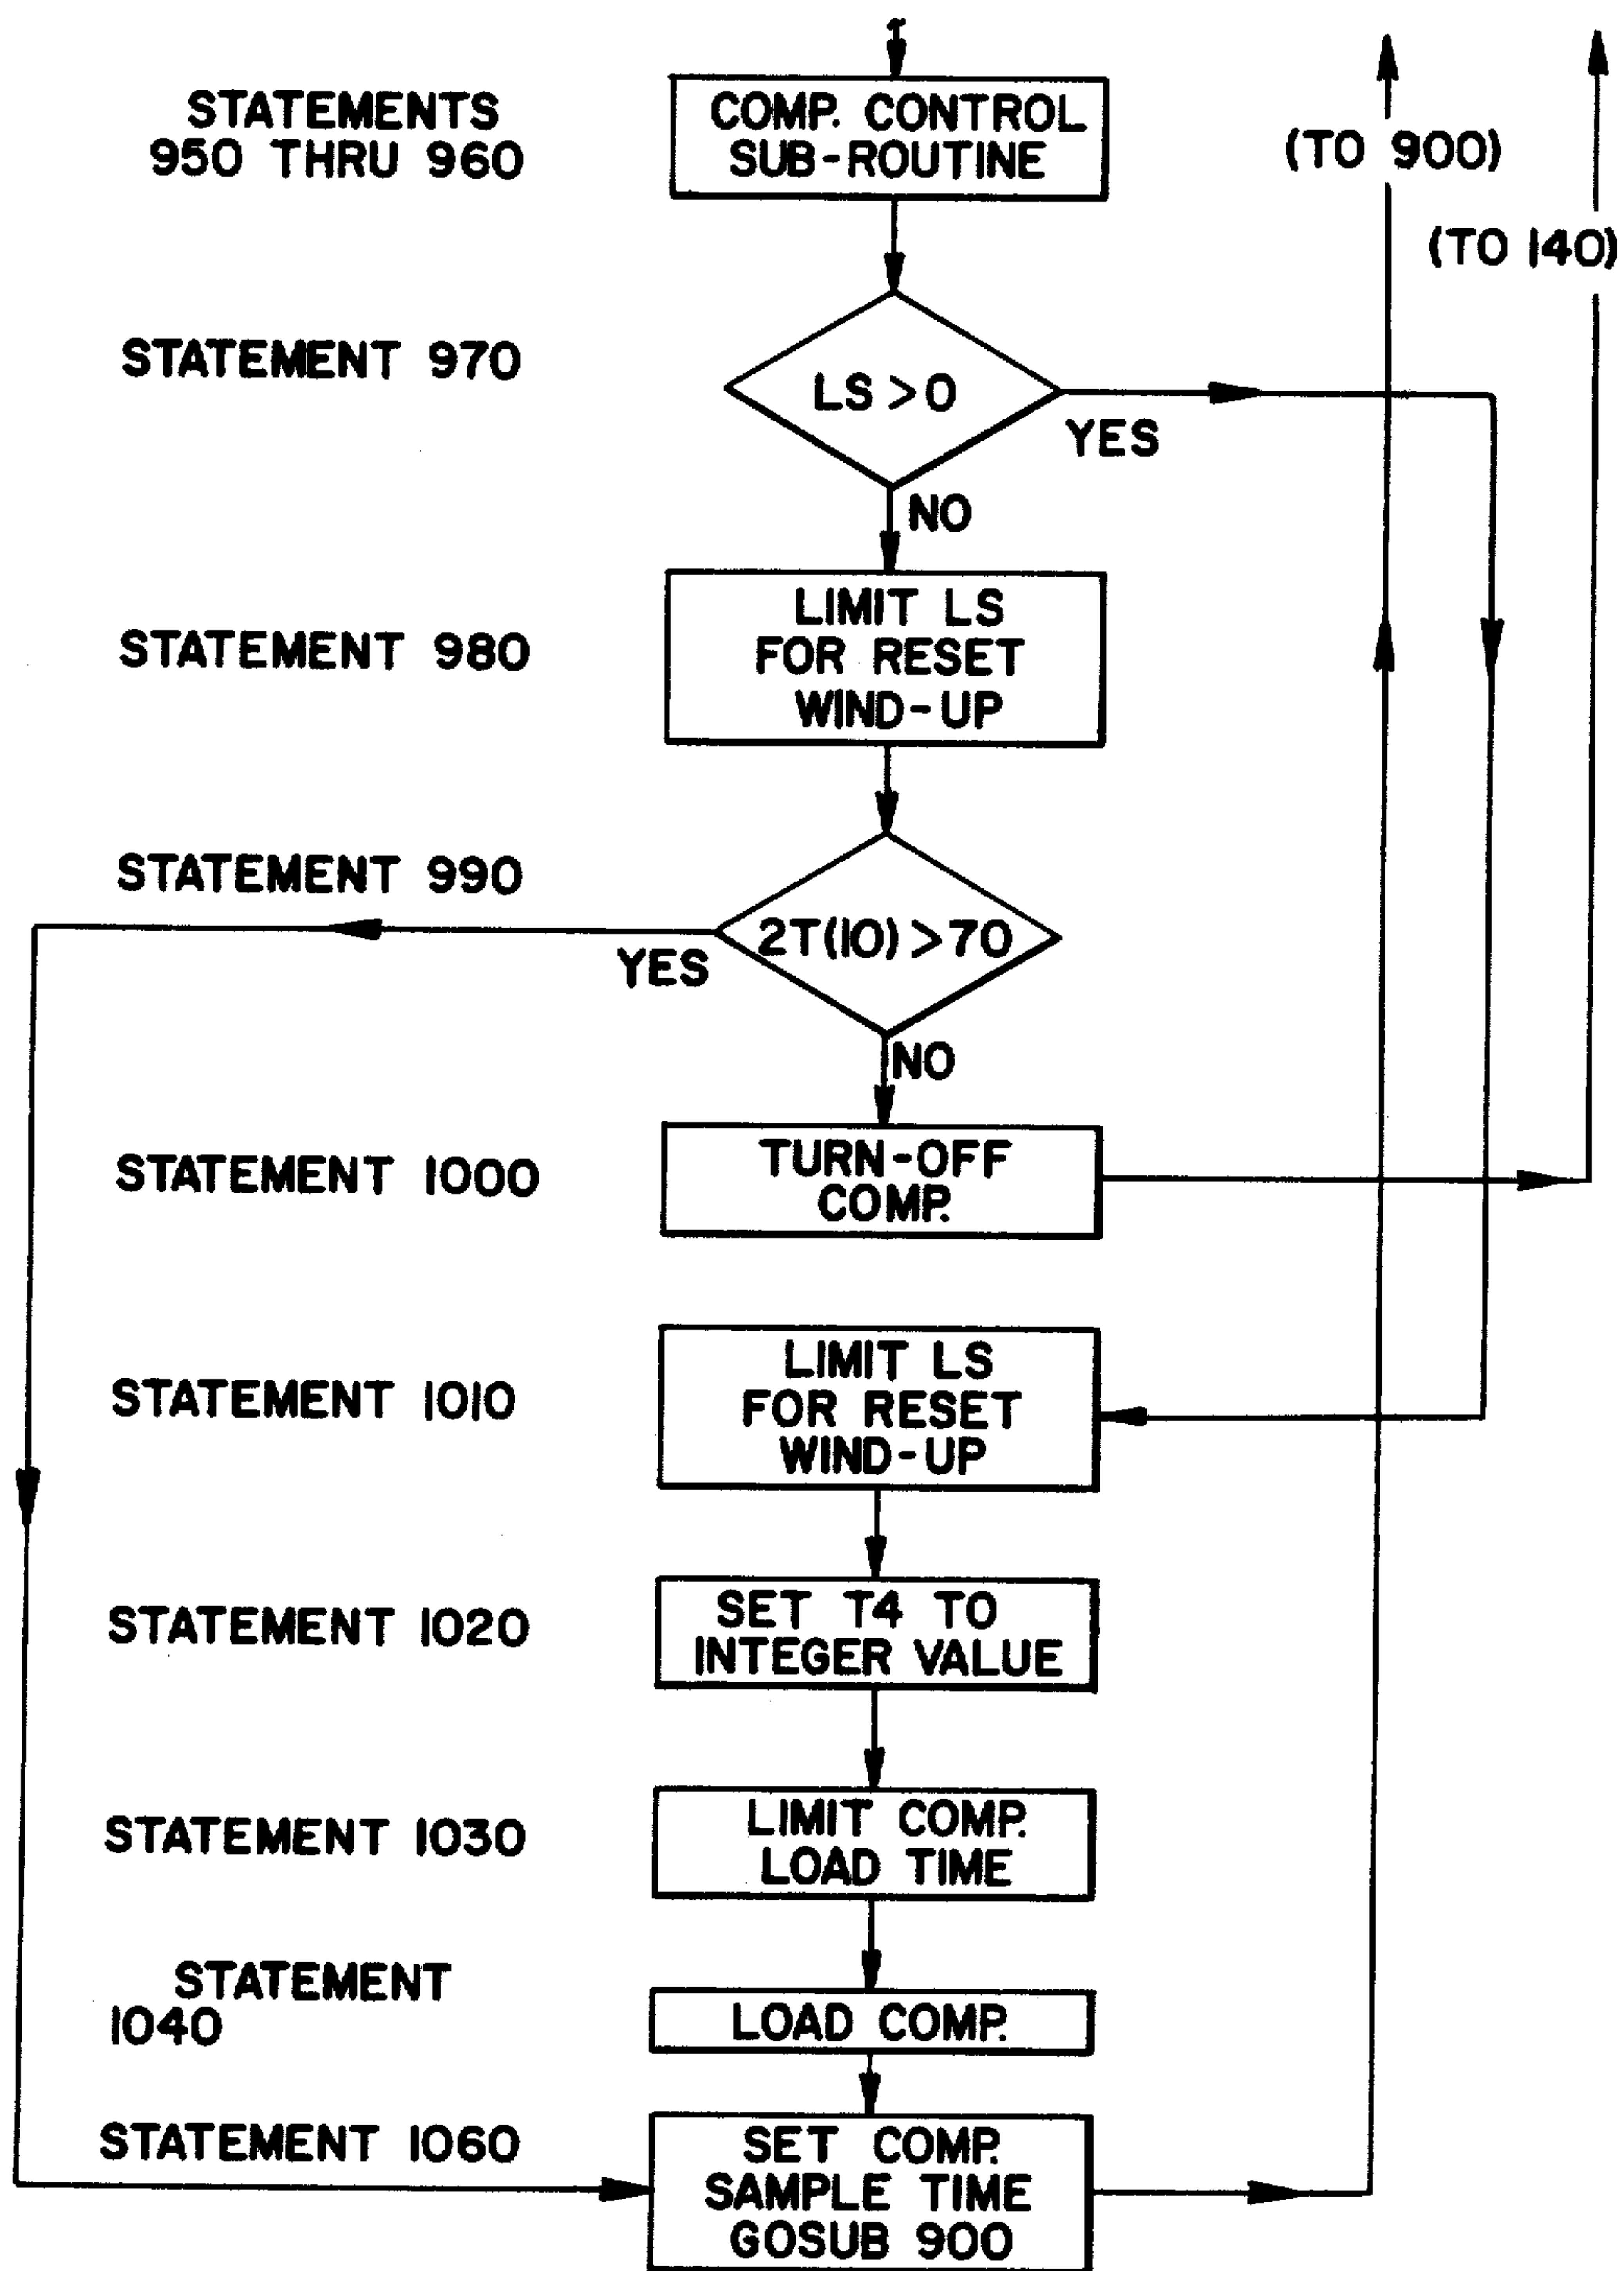 STATEMENTS
950 THRU 960
COMP. CONTROL
SUB-ROUTINE
(TO 900)
(TO 140)
STATEMENT 970
LS > 0
YES
NO
STATEMENT 980
LIMIT LS
FOR RESET
WIND-UP
STATEMENT 990
2T(10) > 70
YES
NO
STATEMENT 1000
TURN-OFF
COMP.
STATEMENT 1010
LIMIT LS
FOR RESET
WIND-UP
STATEMENT 1020
SET T4 TO
INTEGER VALUE
STATEMENT 1030
LIMIT COMP.
LOAD TIME
STATEMENT
1040
LOAD COMP.
STATEMENT 1060
SET COMP.
SAMPLE TIME
GOSUB 900